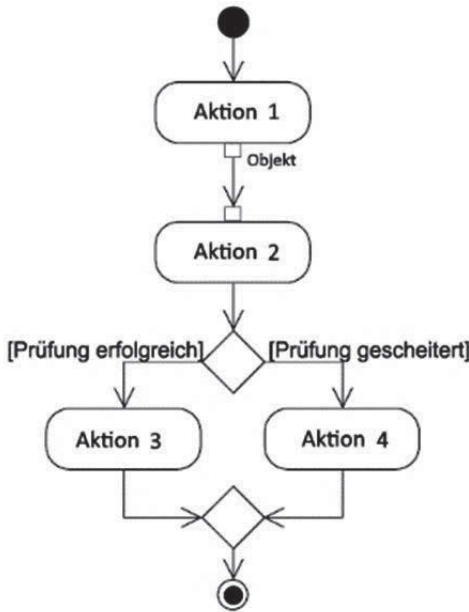 Aktion 1
Objekt
Aktion 2
[Prüfung erfolgreich]
[Prüfung gescheitert]
Aktion 3
Aktion 4